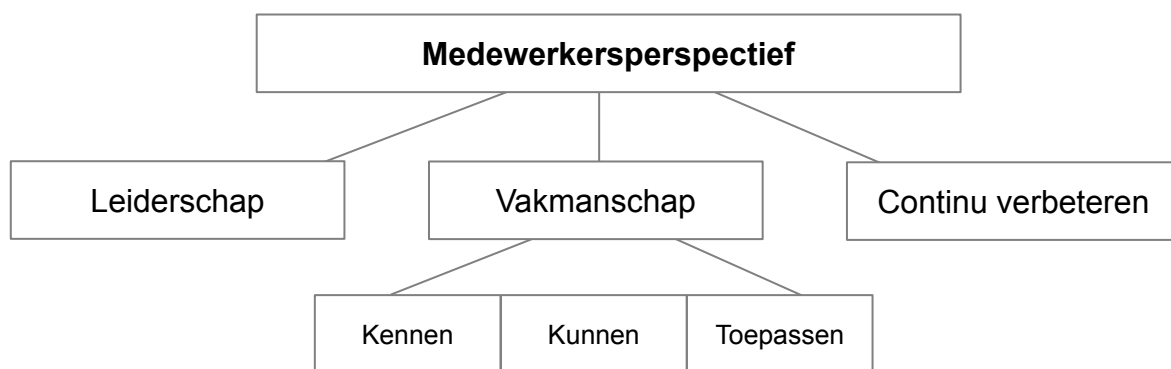 Medewerkersperspectief
Leiderschap
Vakmanschap
Continu verbeteren
Kennen
Kunnen
Toepassen